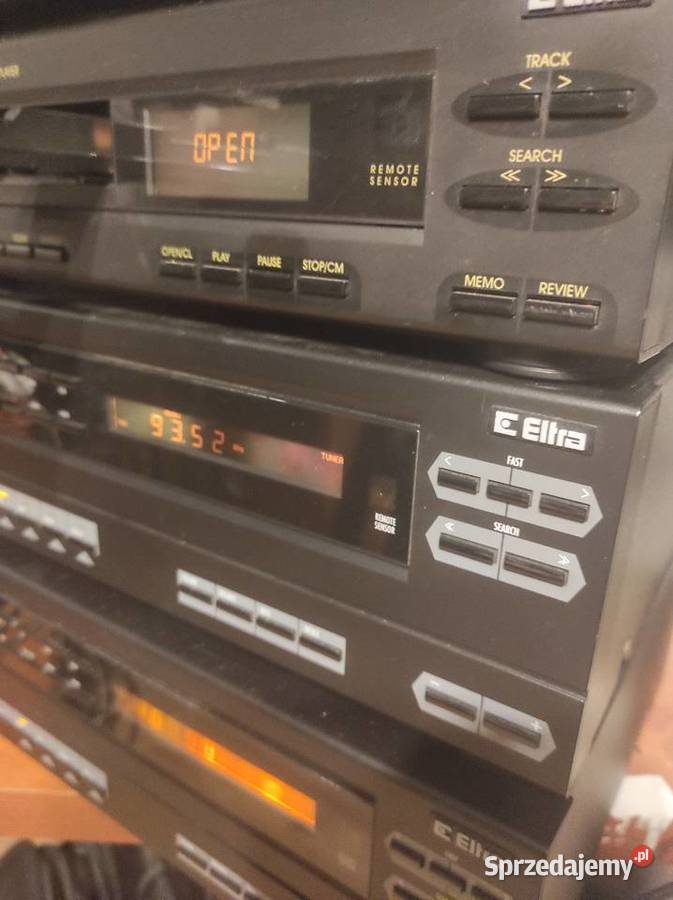 TRACK
< >
OPEN
REMOTE
SENSOR
SEARCH
<< >>
OPEN/CL PLAY PAUSE STOP/CM
MEMO REVIEW
Eltra
93.52
TUNER
FAST
< >
REMOTE
SENSOR
SEARCH
<< >>
- +
Eltra
Sprzedajemy.pl